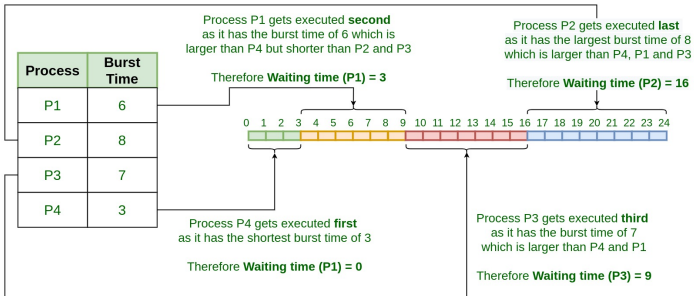 Process P1 gets executed second
as it has the burst time of 6 which is
larger than P4 but shorter than P2 and P3
Therefore Waiting time (P1) = 3
Process P2 gets executed last
as it has the largest burst time of 8
which is larger than P4, P1 and P3
Therefore Waiting time (P2) = 16
Process Burst Time
P1 6
P2 8
P3 7
P4 3
0 1 2 3 4 5 6 7 8 9 10 11 12 13 14 15 16 17 18 19 20 21 22 23 24
Process P4 gets executed first
as it has the shortest burst time of 3
Therefore Waiting time (P1) = 0
Process P3 gets executed third
as it has the burst time of 7
which is larger than P4 and P1
Therefore Waiting time (P3) = 9